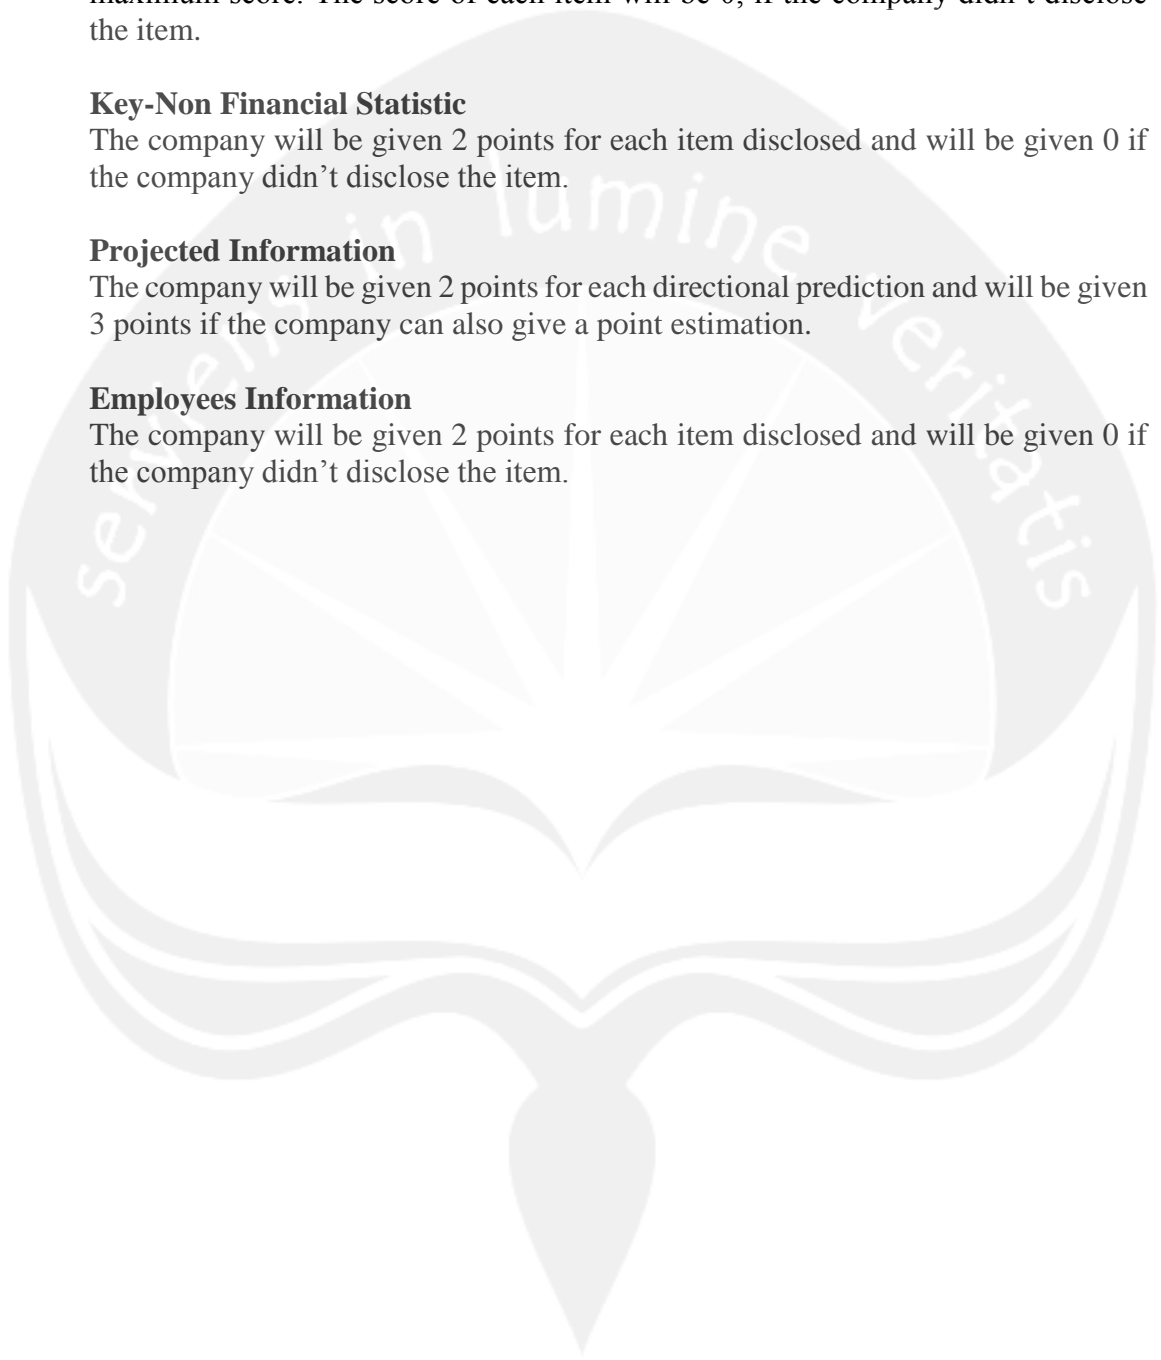 maximum score. The score of each item will be 0, if the company didn't disclose
the item.
Key-Non Financial Statistic
The company will be given 2 points for each item disclosed and will be given 0 if
the company didn't disclose the item.
Projected Information
The company will be given 2 points for each directional prediction and will be given
3 points if the company can also give a point estimation.
Employees Information
The company will be given 2 points for each item disclosed and will be given 0 if
the company didn't disclose the item.
serviens in lumine veritatis